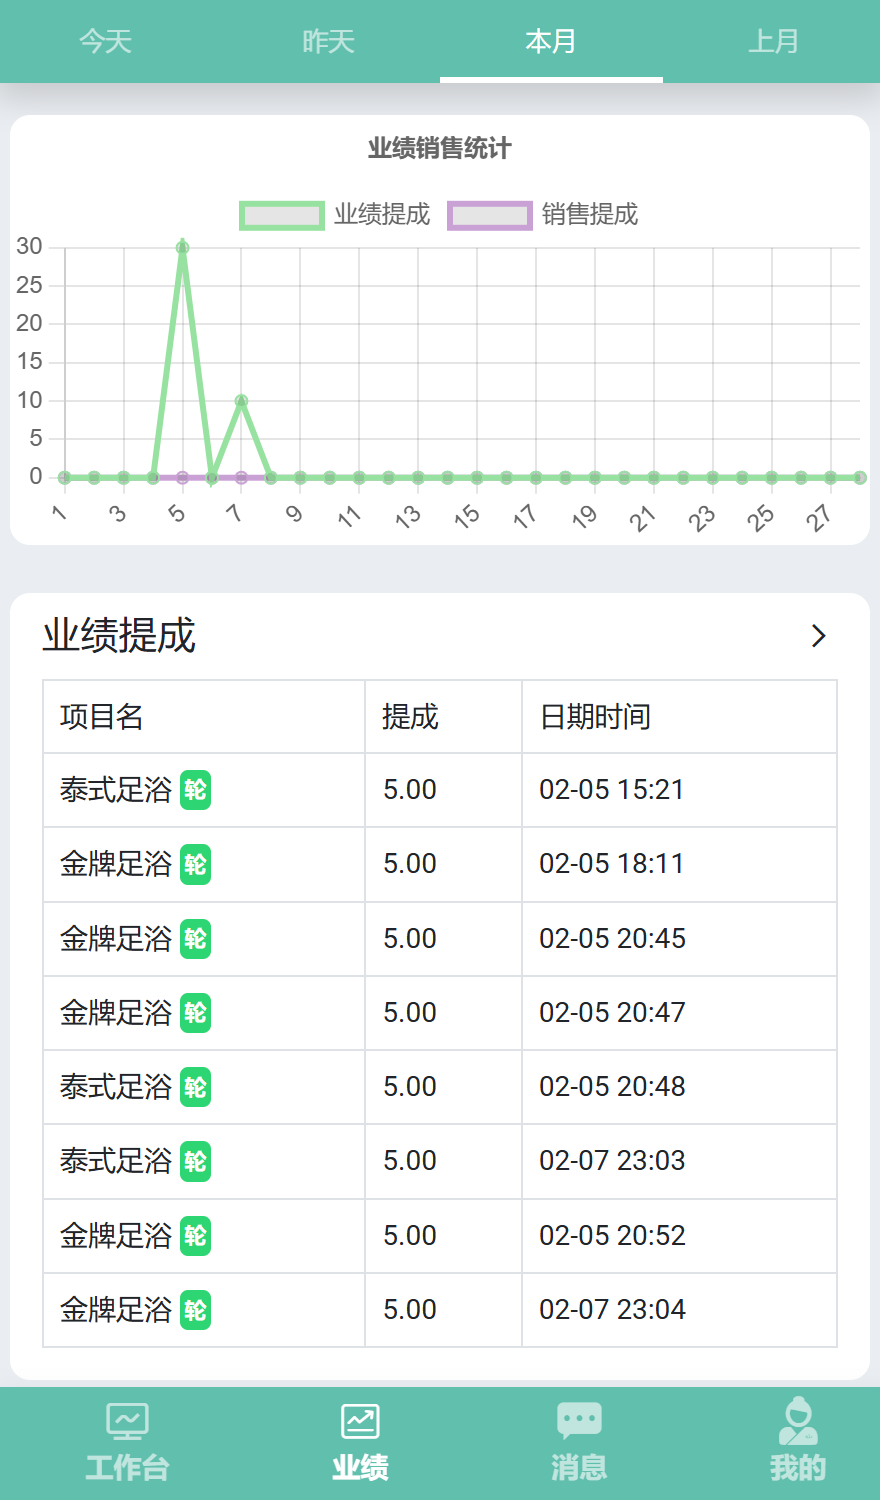 今天 昨天 本月 上月
业绩销售统计
业绩提成 销售提成
30
25
20
15
10
5
0
1 3 5 7 9 11 13 15 17 19 21 23 25 27
业绩提成
项目名 提成 日期时间
泰式足浴 轮 5.00 02-05 15:21
金牌足浴 轮 5.00 02-05 18:11
金牌足浴 轮 5.00 02-05 20:45
金牌足浴 轮 5.00 02-05 20:47
泰式足浴 轮 5.00 02-05 20:48
泰式足浴 轮 5.00 02-07 23:03
金牌足浴 轮 5.00 02-05 20:52
金牌足浴 轮 5.00 02-07 23:04
工作台 业绩 消息 我的